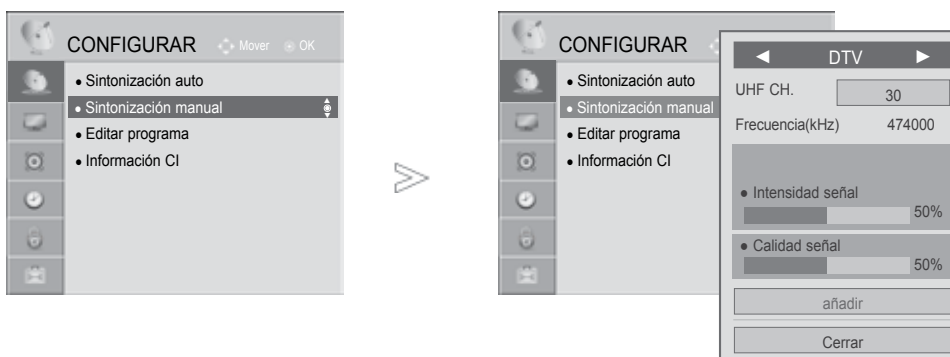 CONFIGURAR Mover OK
• Sintonización auto
• Sintonización manual
• Editar programa
• Información CI
CONFIGURAR
• Sintonización auto
• Sintonización manual
• Editar programa
• Información CI
◄ DTV ►
UHF CH. 30
Frecuencia(kHz) 474000
• Intensidad señal
50%
• Calidad señal
50%
añadir
Cerrar